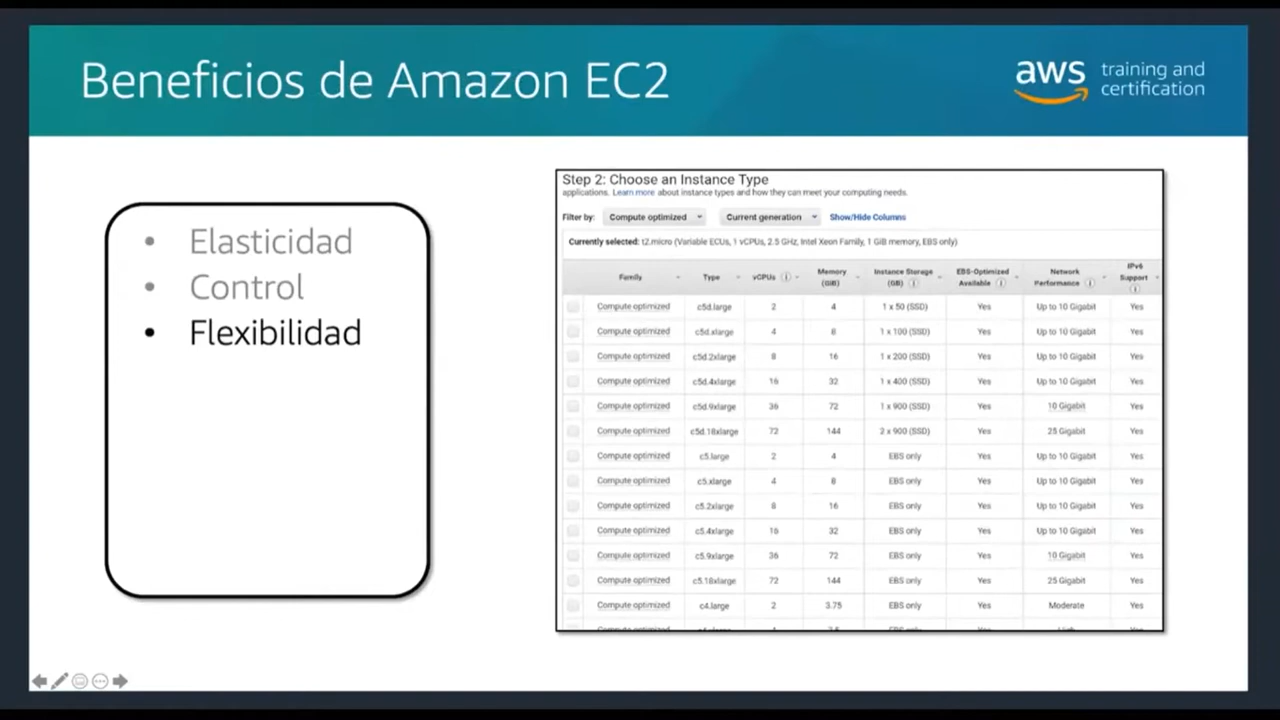 Beneficios de Amazon EC2
aws training and certification
• Elasticidad
• Control
• Flexibilidad
Step 2: Choose an Instance Type
applications. Learn more about instance types and how they can meet your computing needs.
Filter by: Compute optimized Current generation Show/Hide Columns
Currently selected: t2.micro (Variable ECUs, 1 vCPUs, 2.5 GHz, Intel Xeon Family, 1 GiB memory, EBS only)
Family Type vCPUs Memory (GiB) Instance Storage (GB) EBS-Optimized Available Network Performance IPv6 Support
Compute optimized c5d.large 2 4 1 x 50 (SSD) Yes Up to 10 Gigabit Yes
Compute optimized c5d.xlarge 4 8 1 x 100 (SSD) Yes Up to 10 Gigabit Yes
Compute optimized c5d.2xlarge 8 16 1 x 200 (SSD) Yes Up to 10 Gigabit Yes
Compute optimized c5d.4xlarge 16 32 1 x 400 (SSD) Yes Up to 10 Gigabit Yes
Compute optimized c5d.9xlarge 36 72 1 x 900 (SSD) Yes 10 Gigabit Yes
Compute optimized c5d.18xlarge 72 144 2 x 900 (SSD) Yes 25 Gigabit Yes
Compute optimized c5.large 2 4 EBS only Yes Up to 10 Gigabit Yes
Compute optimized c5.xlarge 4 8 EBS only Yes Up to 10 Gigabit Yes
Compute optimized c5.2xlarge 8 16 EBS only Yes Up to 10 Gigabit Yes
Compute optimized c5.4xlarge 16 32 EBS only Yes Up to 10 Gigabit Yes
Compute optimized c5.9xlarge 36 72 EBS only Yes 10 Gigabit Yes
Compute optimized c5.18xlarge 72 144 EBS only Yes 25 Gigabit Yes
Compute optimized c4.large 2 3.75 EBS only Yes Moderate Yes